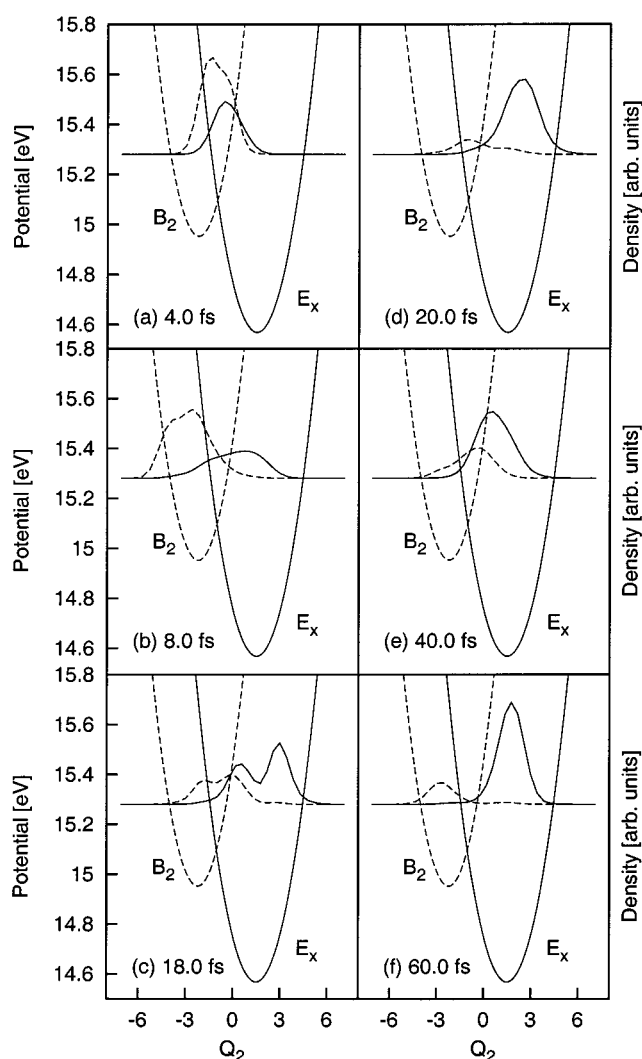 15.8
15.6
15.4
15.2
15
14.8
14.6
Potential [eV]
B2
Ex
(a) 4.0 fs
B2
Ex
(d) 20.0 fs
Density [arb. units]
15.8
15.6
15.4
15.2
15
14.8
14.6
Potential [eV]
B2
Ex
(b) 8.0 fs
B2
Ex
(e) 40.0 fs
Density [arb. units]
15.8
15.6
15.4
15.2
15
14.8
14.6
Potential [eV]
B2
Ex
(c) 18.0 fs
B2
Ex
(f) 60.0 fs
Density [arb. units]
-6 -3 0 3 6
-6 -3 0 3 6
Q2
Q2